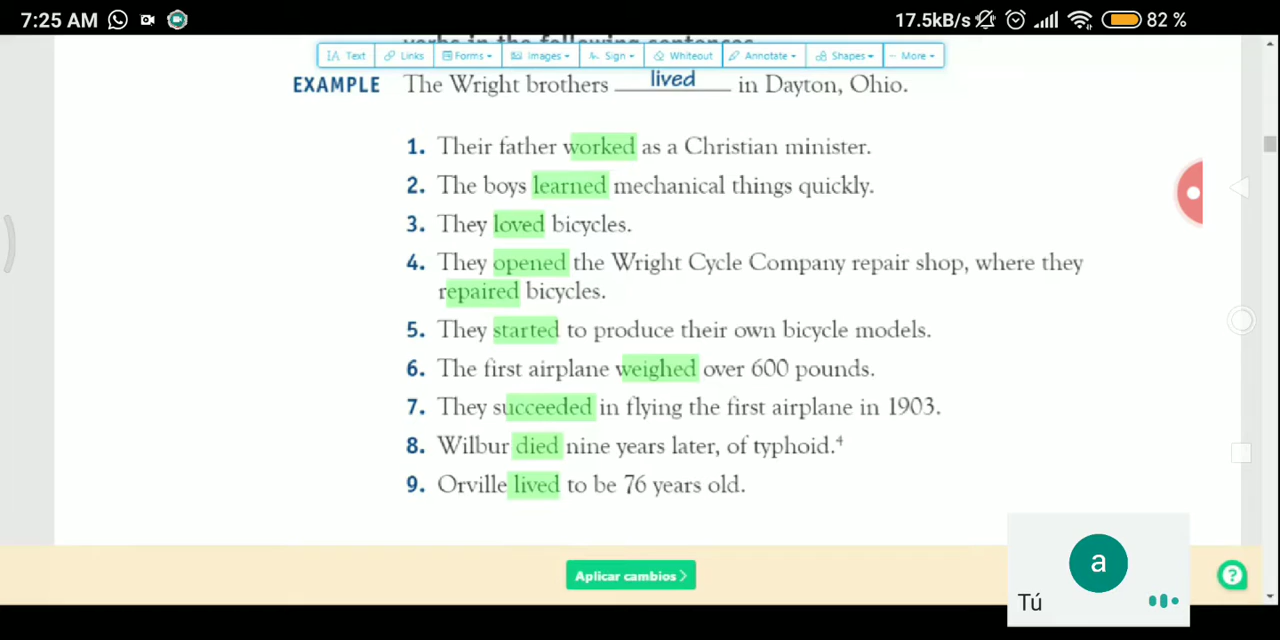 7:25 AM 17.5kB/s 82 %
verbs in the following sentences.
Text Links Forms Images Sign Whiteout Annotate Shapes More
EXAMPLE The Wright brothers lived in Dayton, Ohio.
1. Their father worked as a Christian minister.
2. The boys learned mechanical things quickly.
3. They loved bicycles.
4. They opened the Wright Cycle Company repair shop, where they
repaired bicycles.
5. They started to produce their own bicycle models.
6. The first airplane weighed over 600 pounds.
7. They succeeded in flying the first airplane in 1903.
8. Wilbur died nine years later, of typhoid.⁴
9. Orville lived to be 76 years old.
Aplicar cambios
?
a
Tú